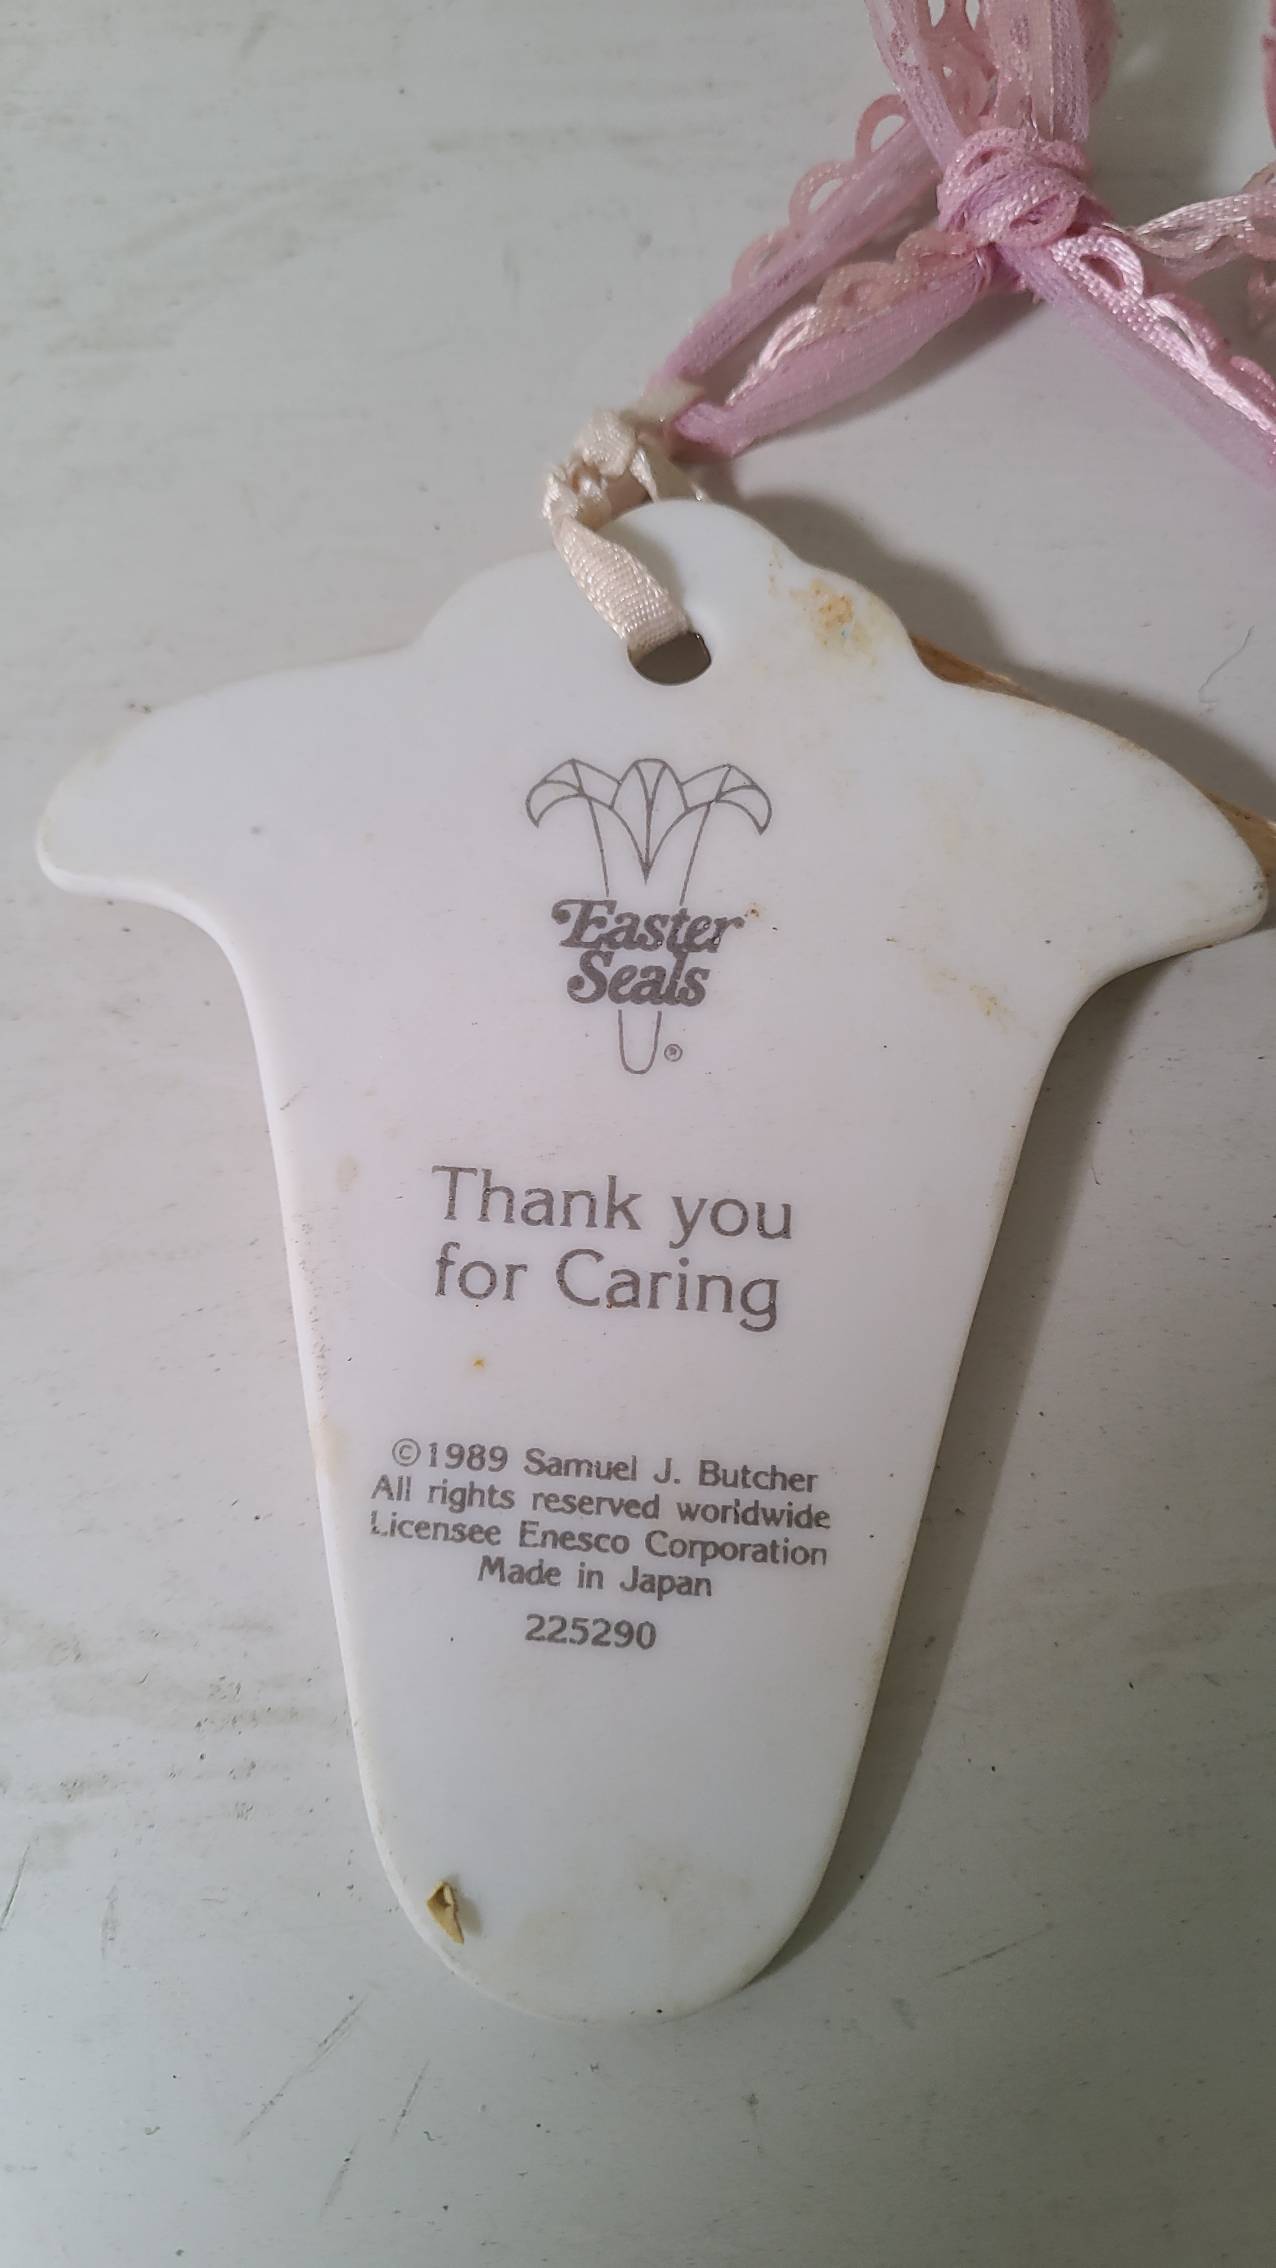 Easter
Seals
®
Thank you
for Caring
©1989 Samuel J. Butcher
All rights reserved worldwide
Licensee Enesco Corporation
Made in Japan
225290